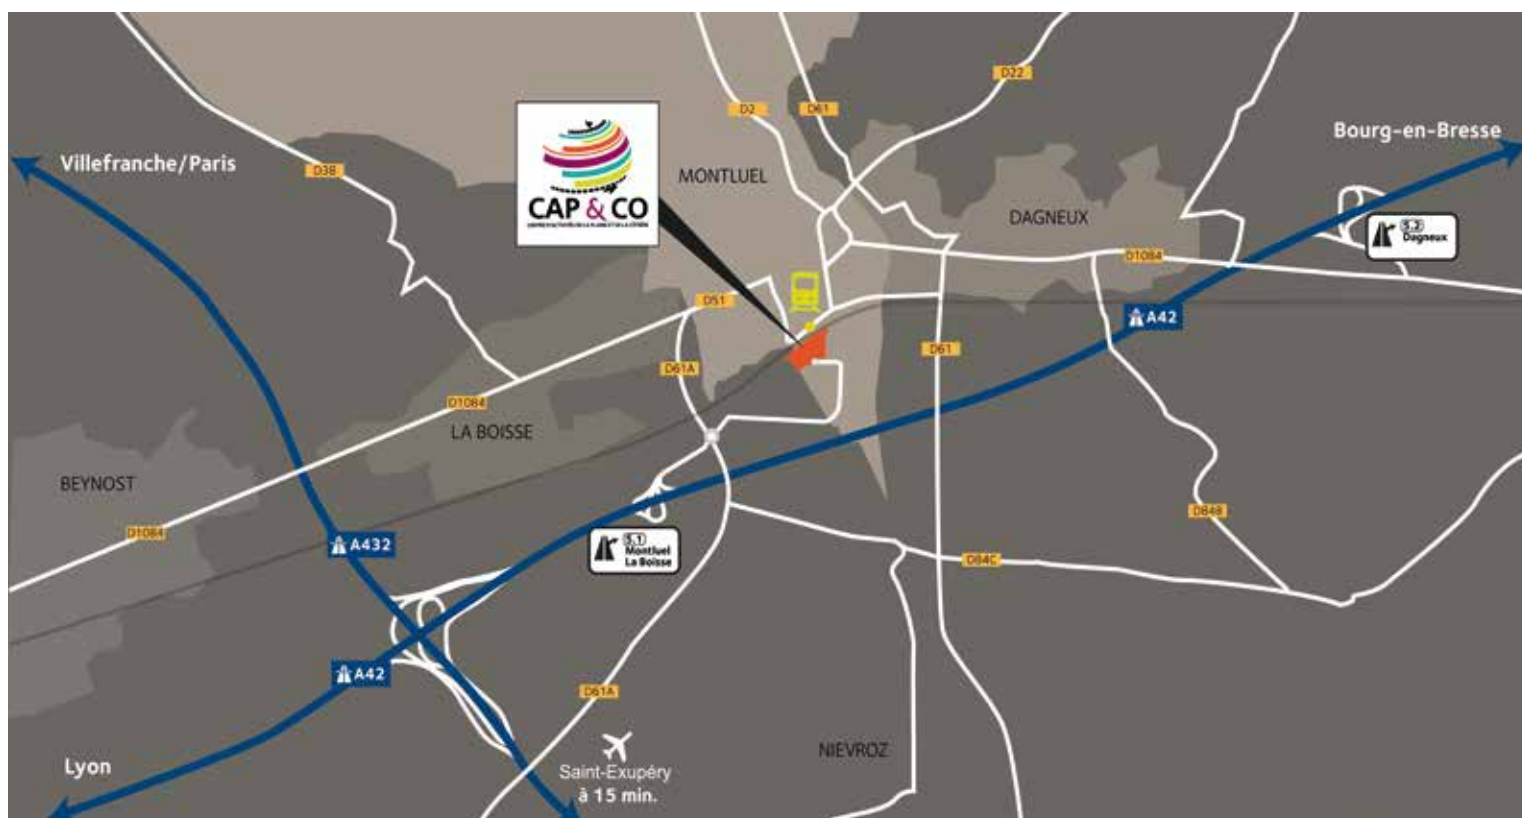 D22
D2
D61
Bourg-en-Bresse
Villefranche/Paris
D38
MONTLUEL
CAP & CO
DAGNEUX
5.2
Dagneux
D1084
D51
A42
D61
D61A
D1084
LA BOISSE
BEYNOST
D1084
A432
5.1
Montluel
La Boisse
D84B
D84C
A42
D61A
NIEVROZ
Lyon
Saint-Exupéry
à 15 min.